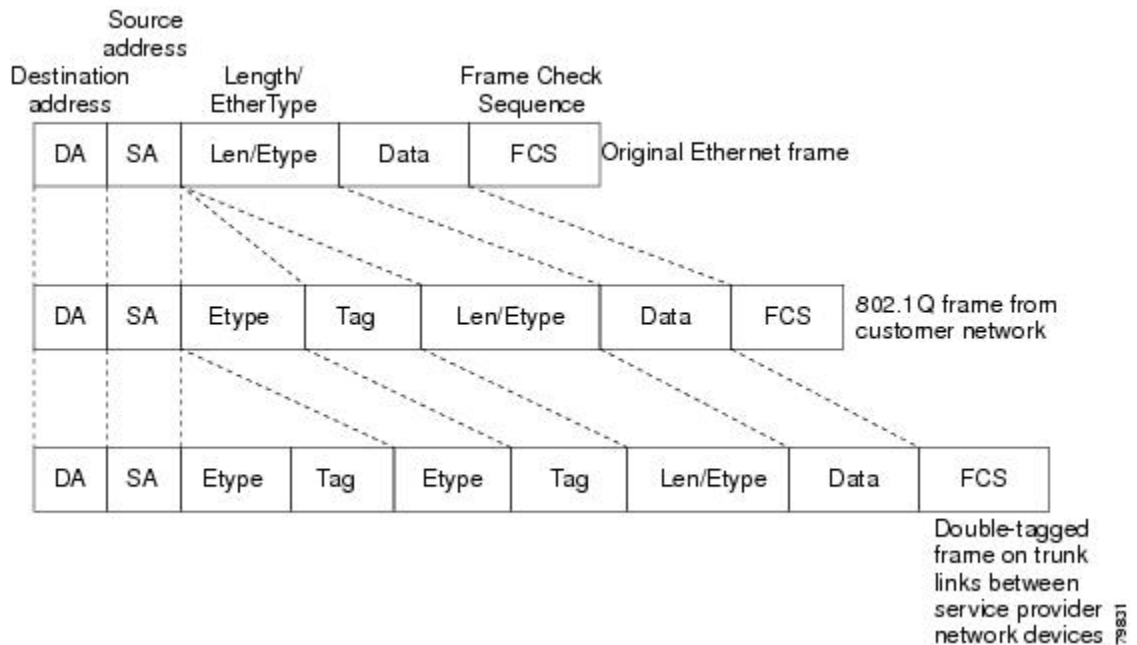 Source
address
Destination
address
Length/
EtherType
Frame Check
Sequence
DA SA Len/Etype Data FCS Original Ethernet frame
DA SA Etype Tag Len/Etype Data FCS 802.1Q frame from
customer network
DA SA Etype Tag Etype Tag Len/Etype Data FCS
Double-tagged
frame on trunk
links between
service provider
network devices
79831